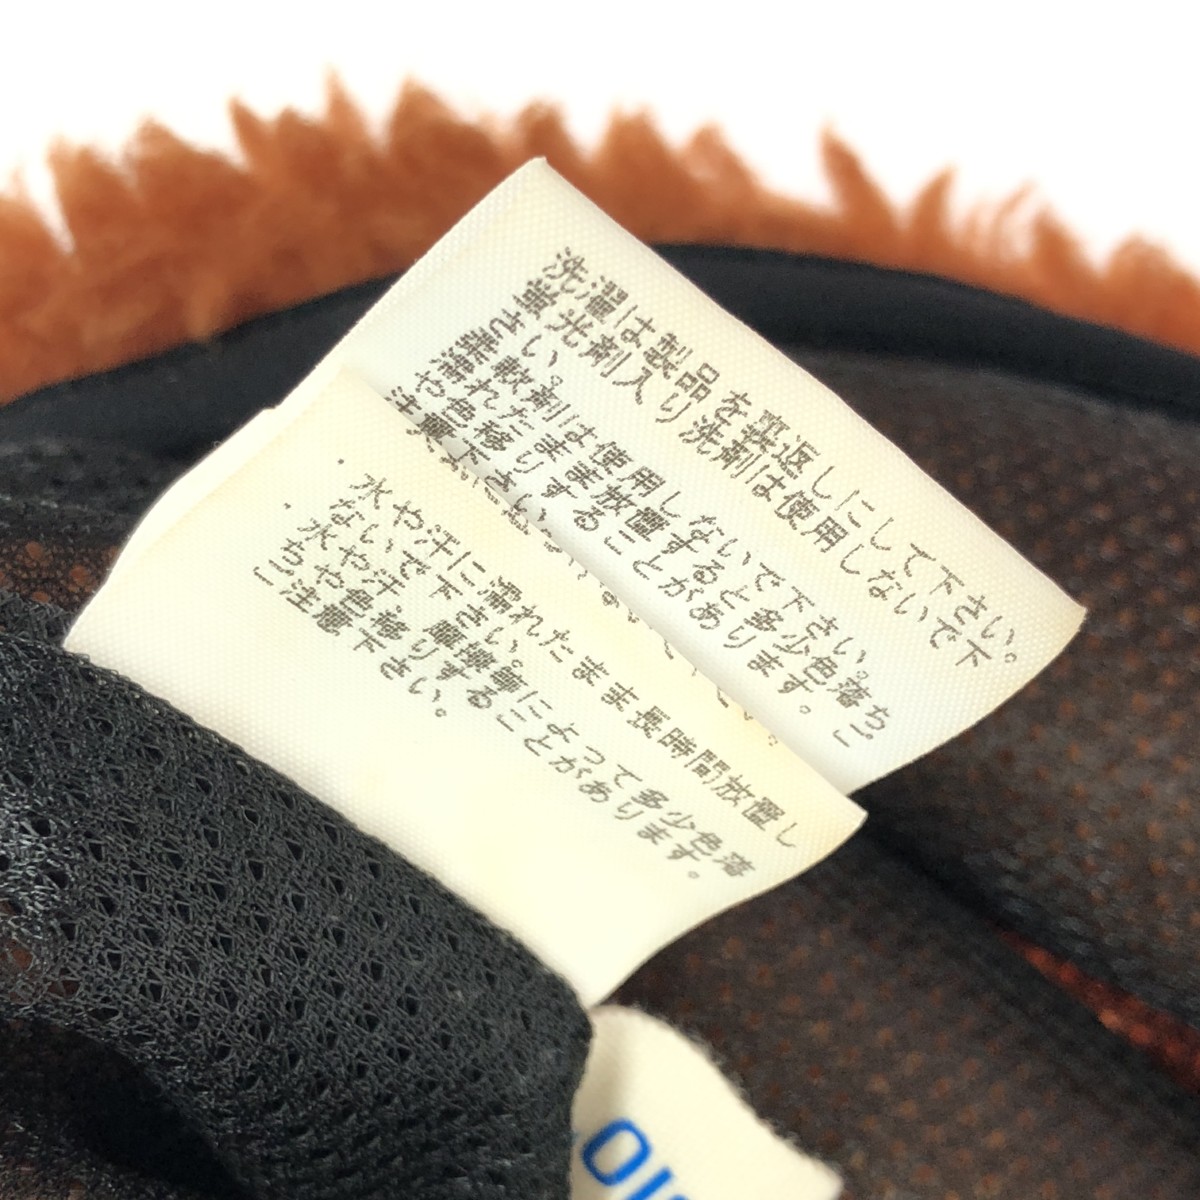 洗濯は製品を裏返しにして下さい。
蛍光剤入り洗剤は使用しないで下
さい。
柔軟剤は使用しないで下さい。
濡れたまま放置すると多少色落ち
や色移りすることがあります。ご
注意下さい。
・水や汗に濡れたまま長時間放置し
ないで下さい。
・水や汗、摩擦等によって多少色落
ちや色移りすることがあります。
ご注意下さい。